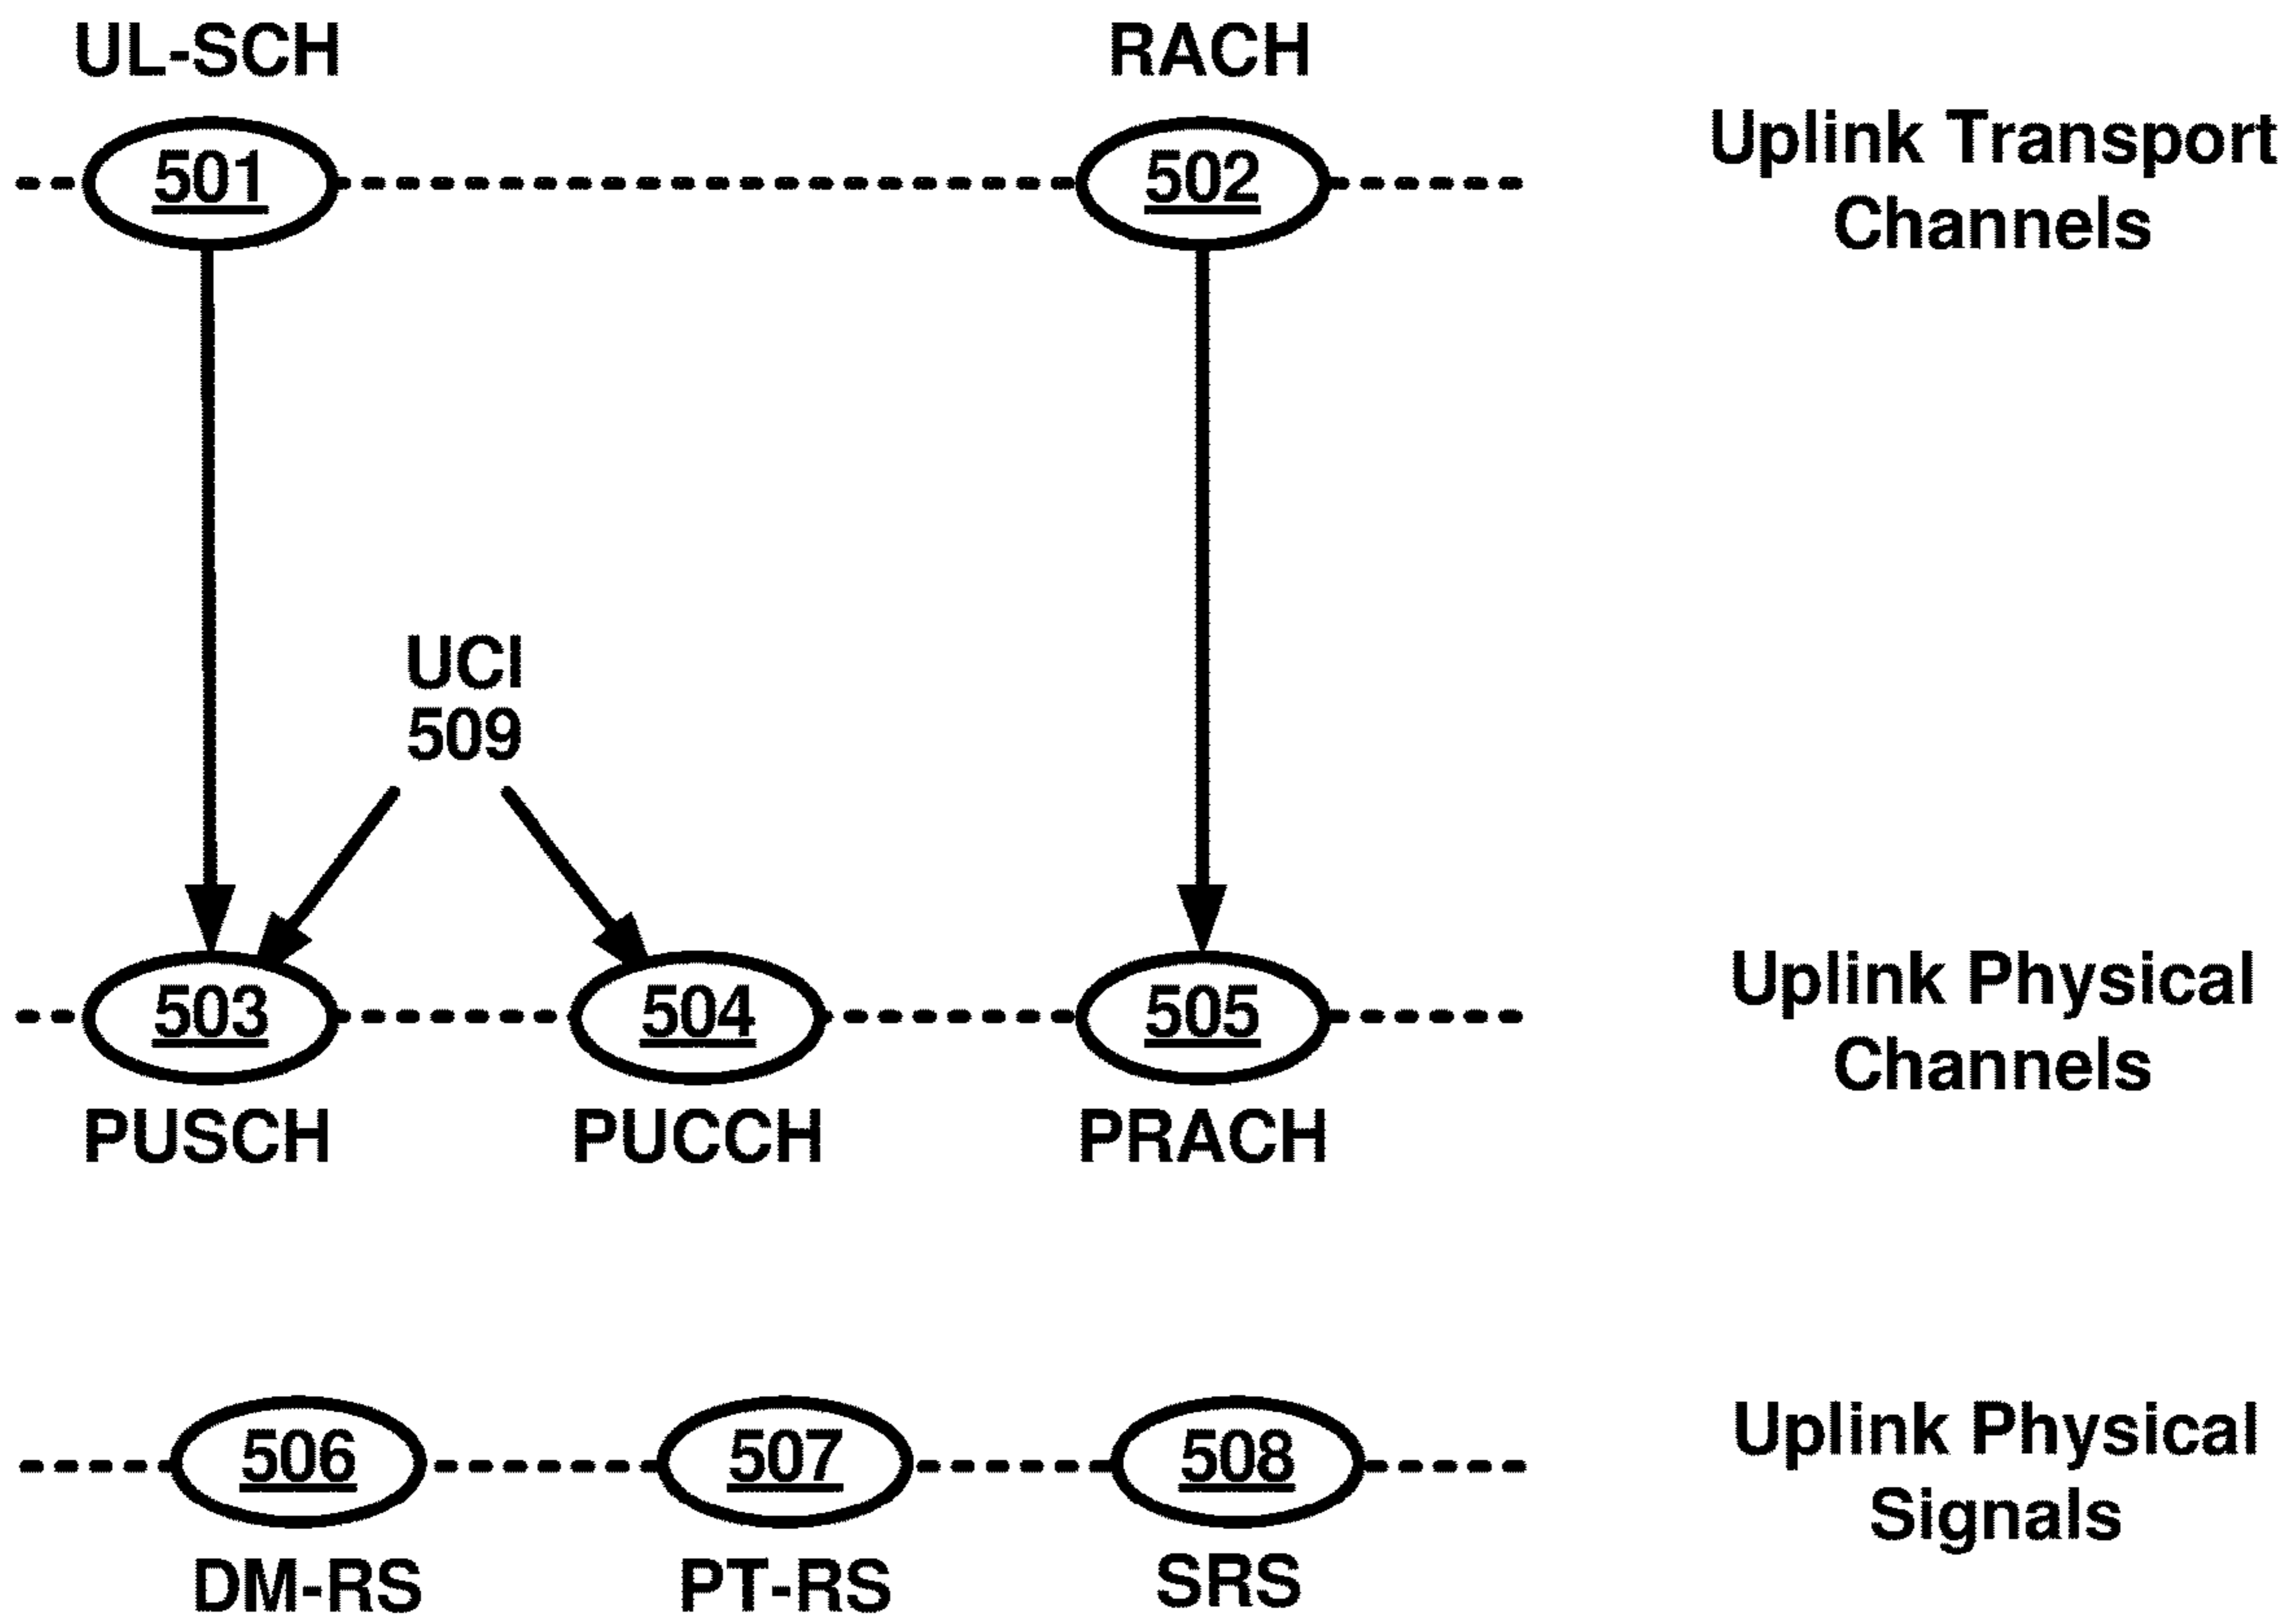 UL-SCH
RACH
501
502
Uplink Transport
Channels
UCI
509
503
504
505
Uplink Physical
Channels
PUSCH
PUCCH
PRACH
506
507
508
Uplink Physical
Signals
DM-RS
PT-RS
SRS